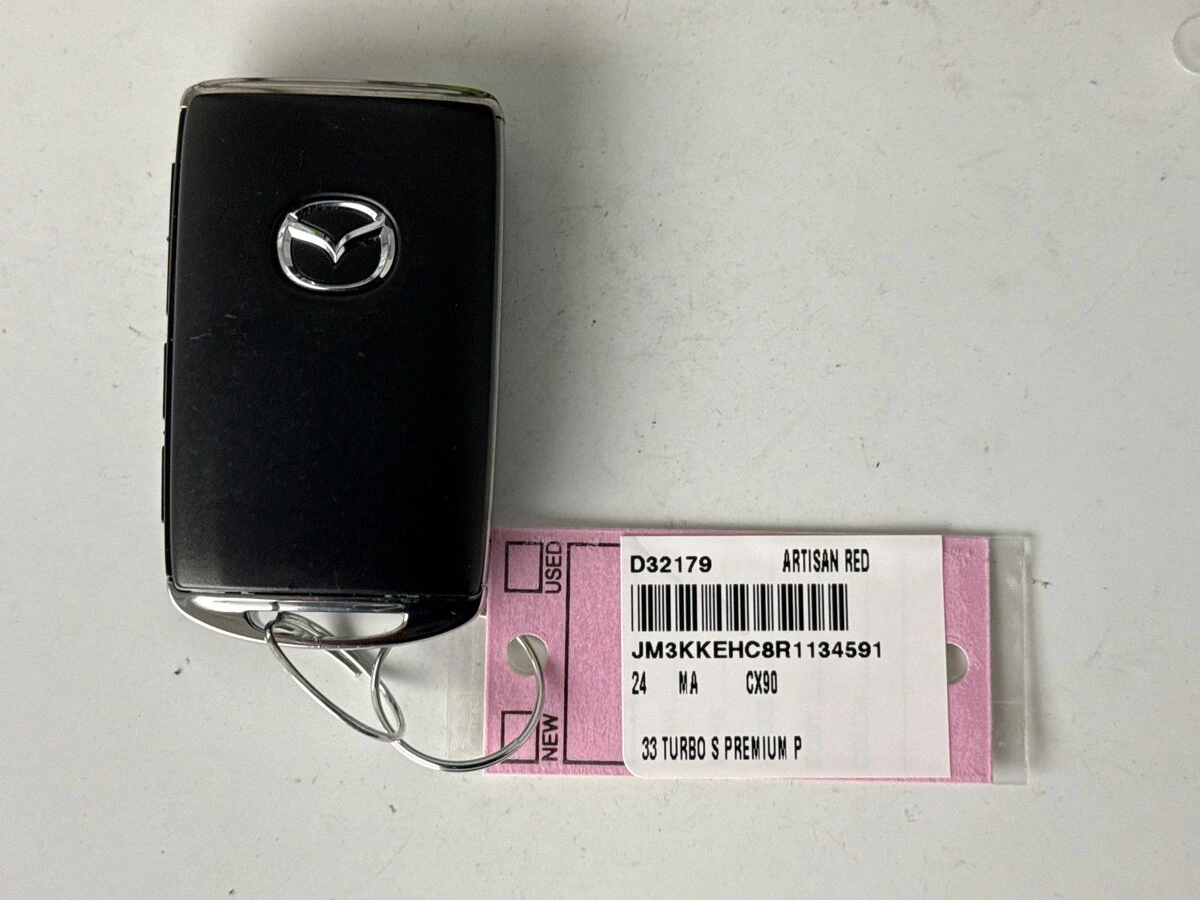 USED
NEW
D32179 ARTISAN RED
JM3KKEHC8R1134591
24 MA CX90
33 TURBO S PREMIUM P